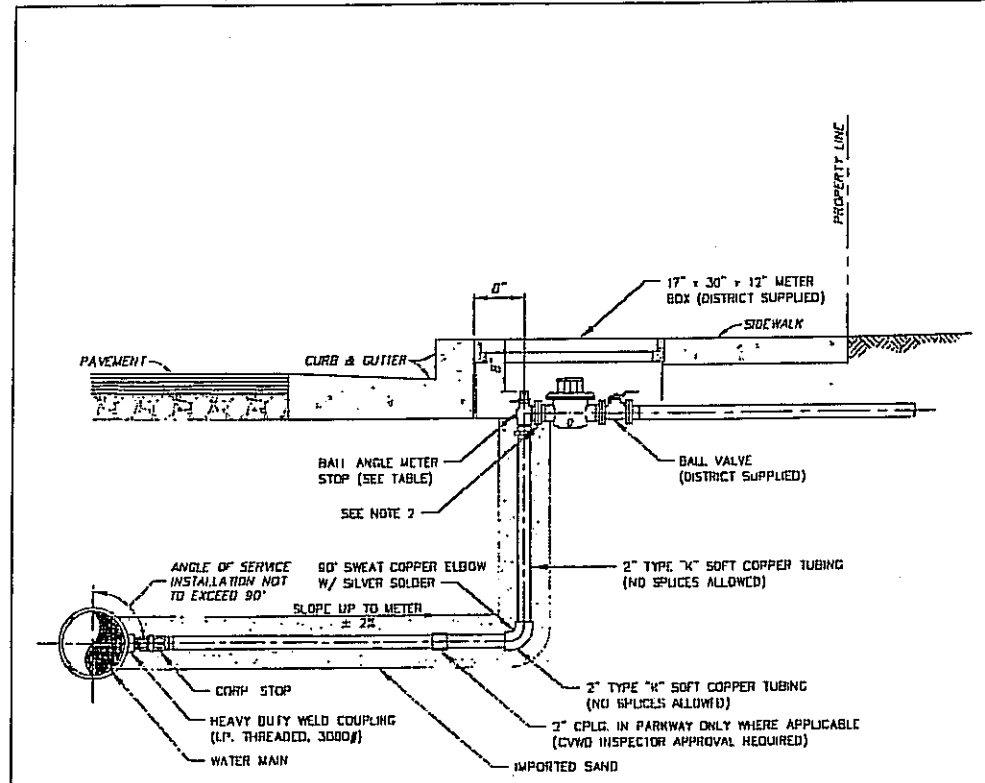 PROPERTY LINE
8"
17" x 30" x 12" METER
BOX (DISTRICT SUPPLIED)
SIDEWALK
PAVEMENT
CURB & GUTTER
8"
BALL ANGLE METER
STOP (SEE TABLE)
BALL VALVE
(DISTRICT SUPPLIED)
SEE NOTE 2
ANGLE OF SERVICE
INSTALLATION NOT
TO EXCEED 90°
90° SWEAT COPPER ELBOW
W/ SILVER SOLDER
2" TYPE "K" SOFT COPPER TUBING
(NO SPLICES ALLOWED)
SLOPE UP TO METER
± 2%
CORP STOP
2" TYPE "K" SOFT COPPER TUBING
(NO SPLICES ALLOWED)
HEAVY DUTY WELD COUPLING
(I.P. THREADED, 3000#)
2" CPLG. IN PARKWAY ONLY WHERE APPLICABLE
(CVWD INSPECTOR APPROVAL REQUIRED)
WATER MAIN
IMPORTED SAND